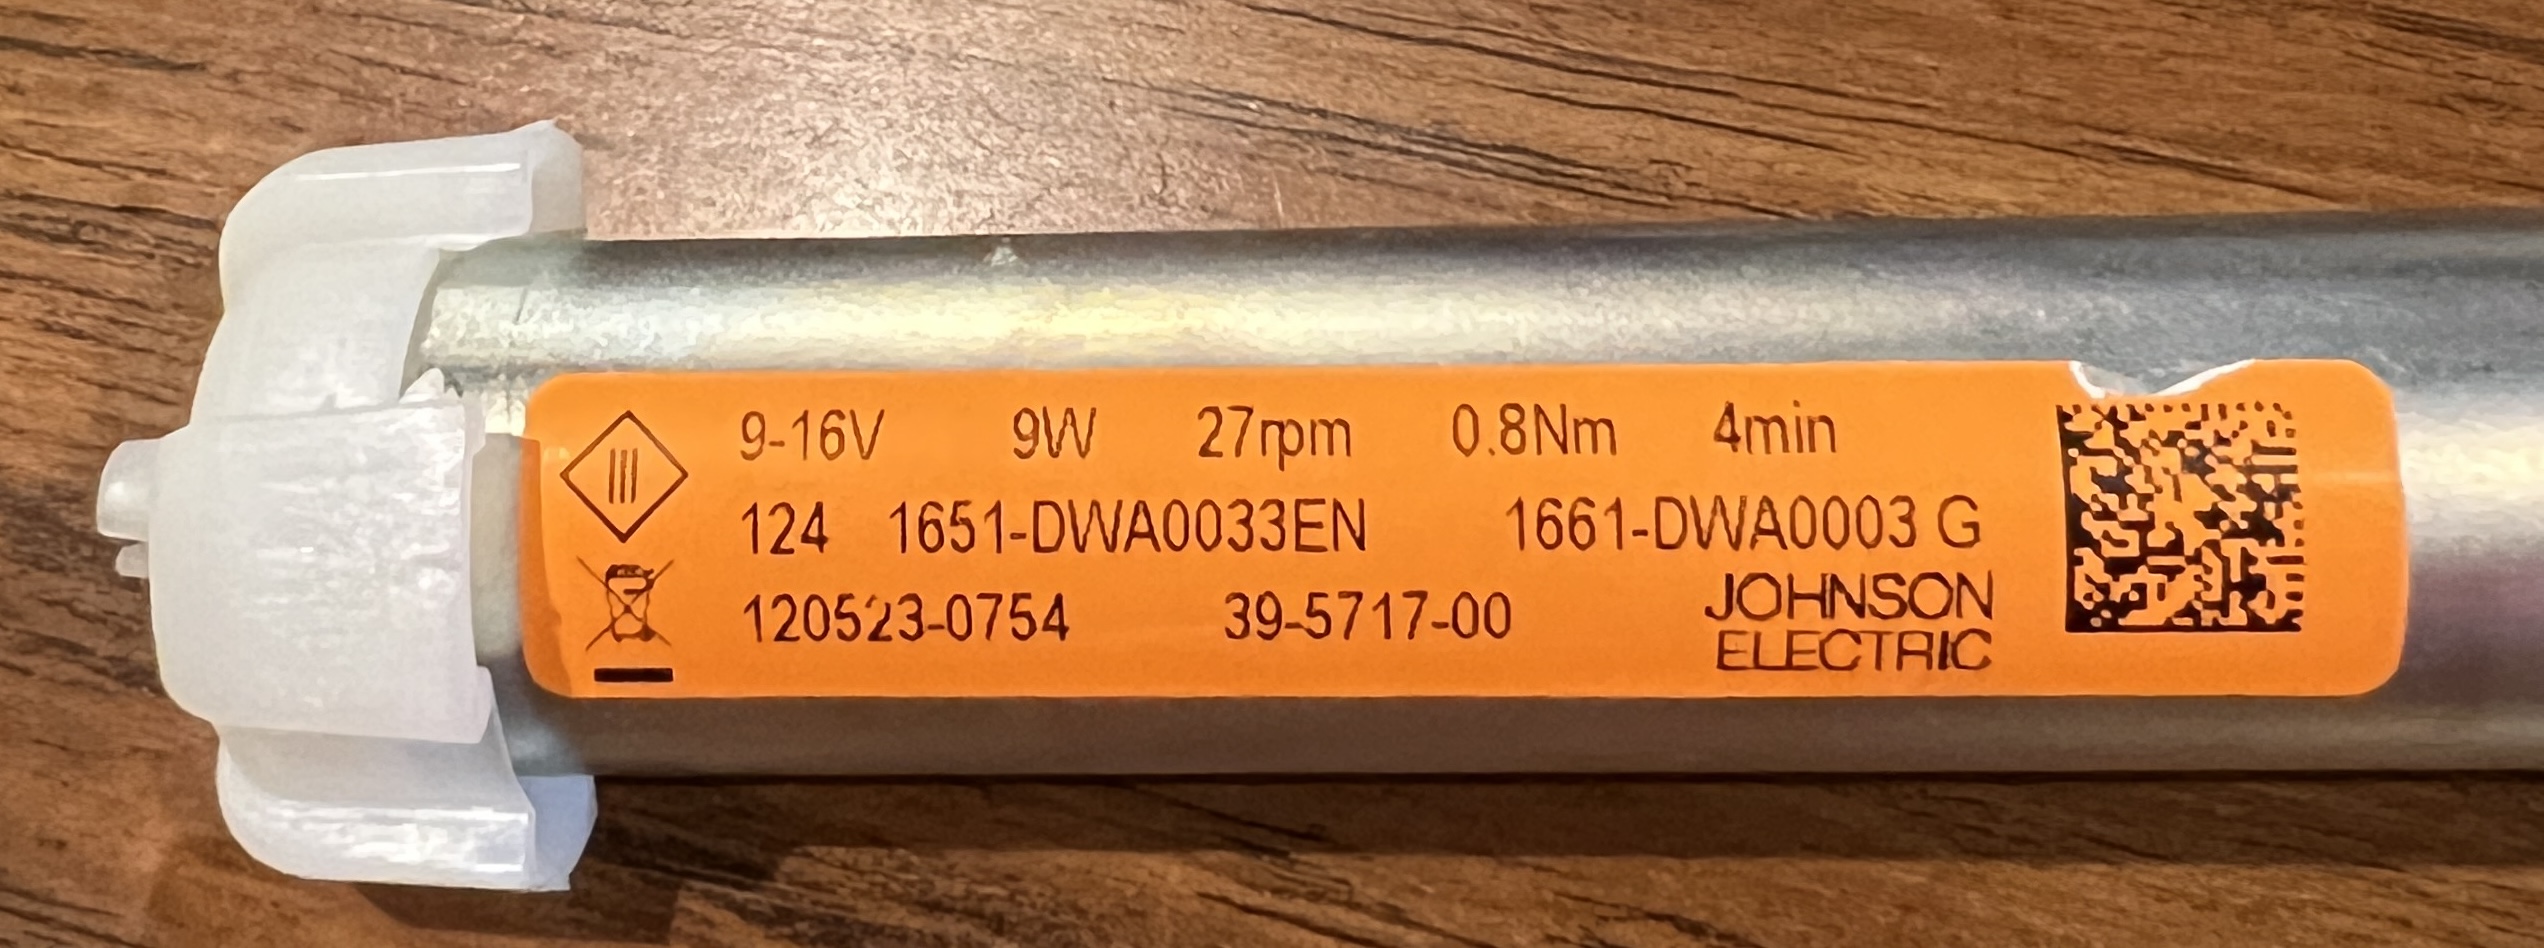 9-16V 9W 27rpm 0.8Nm 4min
124 1651-DWA0033EN 1661-DWA0003 G
120523-0754 39-5717-00
JOHNSON
ELECTRIC